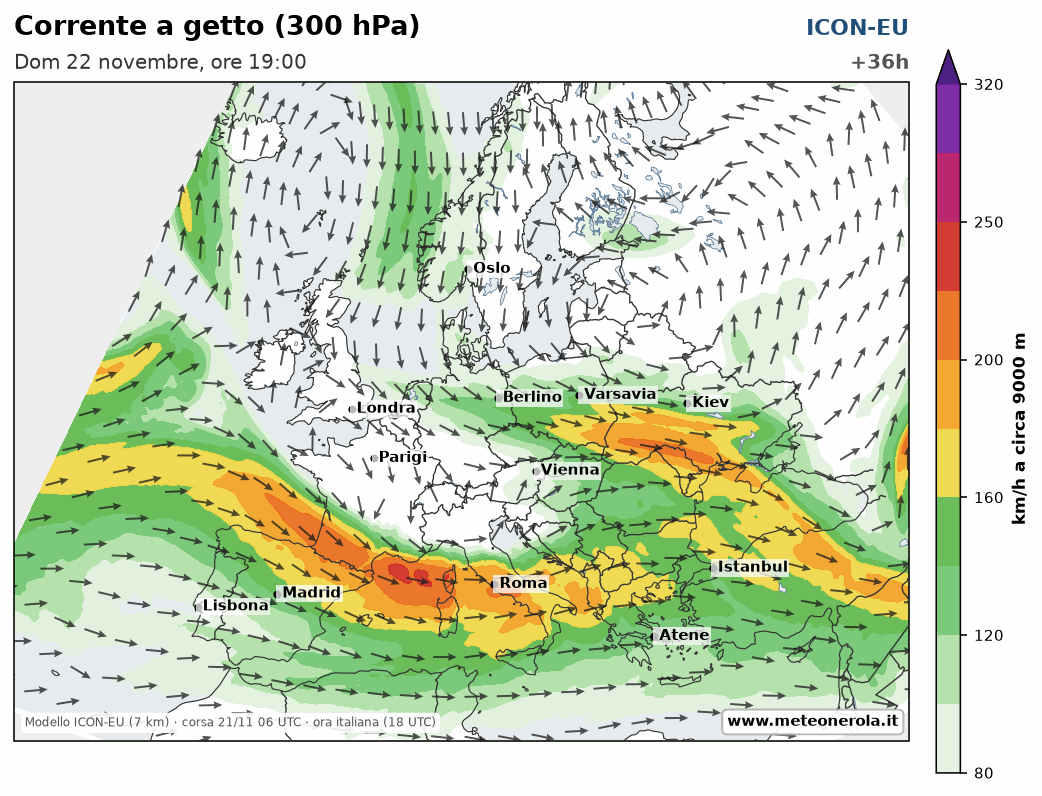 Corrente a getto (300 hPa)
ICON-EU
Dom 22 novembre, ore 19:00
+36h
320
250
200
160
120
80
km/h a circa 9000 m
Oslo
Londra
Berlino
Varsavia
Kiev
Parigi
Vienna
Istanbul
Roma
Madrid
Lisbona
Atene
Modello ICON-EU (7 km) · corsa 21/11 06 UTC · ora italiana (18 UTC)
www.meteonerola.it